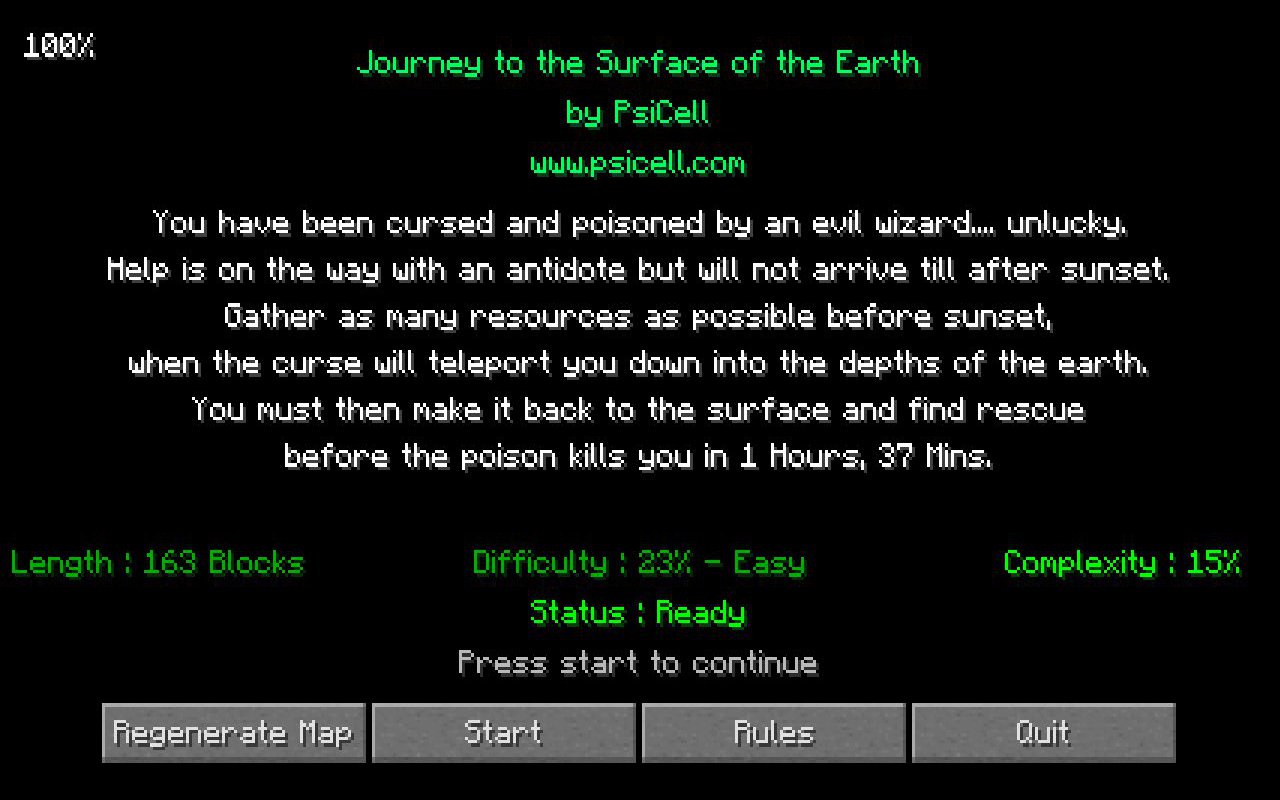 100%
Journey to the Surface of the Earth
by PsiCell
www.psicell.com
You have been cursed and poisoned by an evil wizard.... unlucky.
Help is on the way with an antidote but will not arrive till after sunset.
Gather as many resources as possible before sunset,
when the curse will teleport you down into the depths of the earth.
You must then make it back to the surface and find rescue
before the poison kills you in 1 Hours, 37 Mins.
Length : 163 Blocks
Difficulty : 23% - Easy
Complexity : 15%
Status : Ready
Press start to continue
Regenerate Map
Start
Rules
Quit